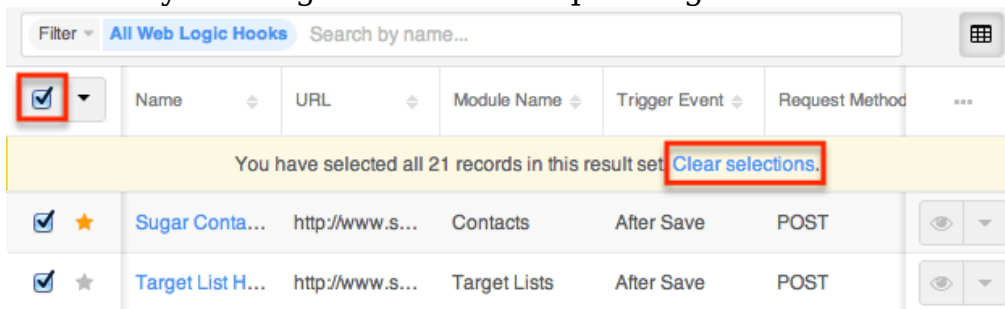 Filter All Web Logic Hooks Search by name...
Name URL Module Name Trigger Event Request Method
You have selected all 21 records in this result set. Clear selections.
Sugar Conta... http://www.s... Contacts After Save POST
Target List H... http://www.s... Target Lists After Save POST